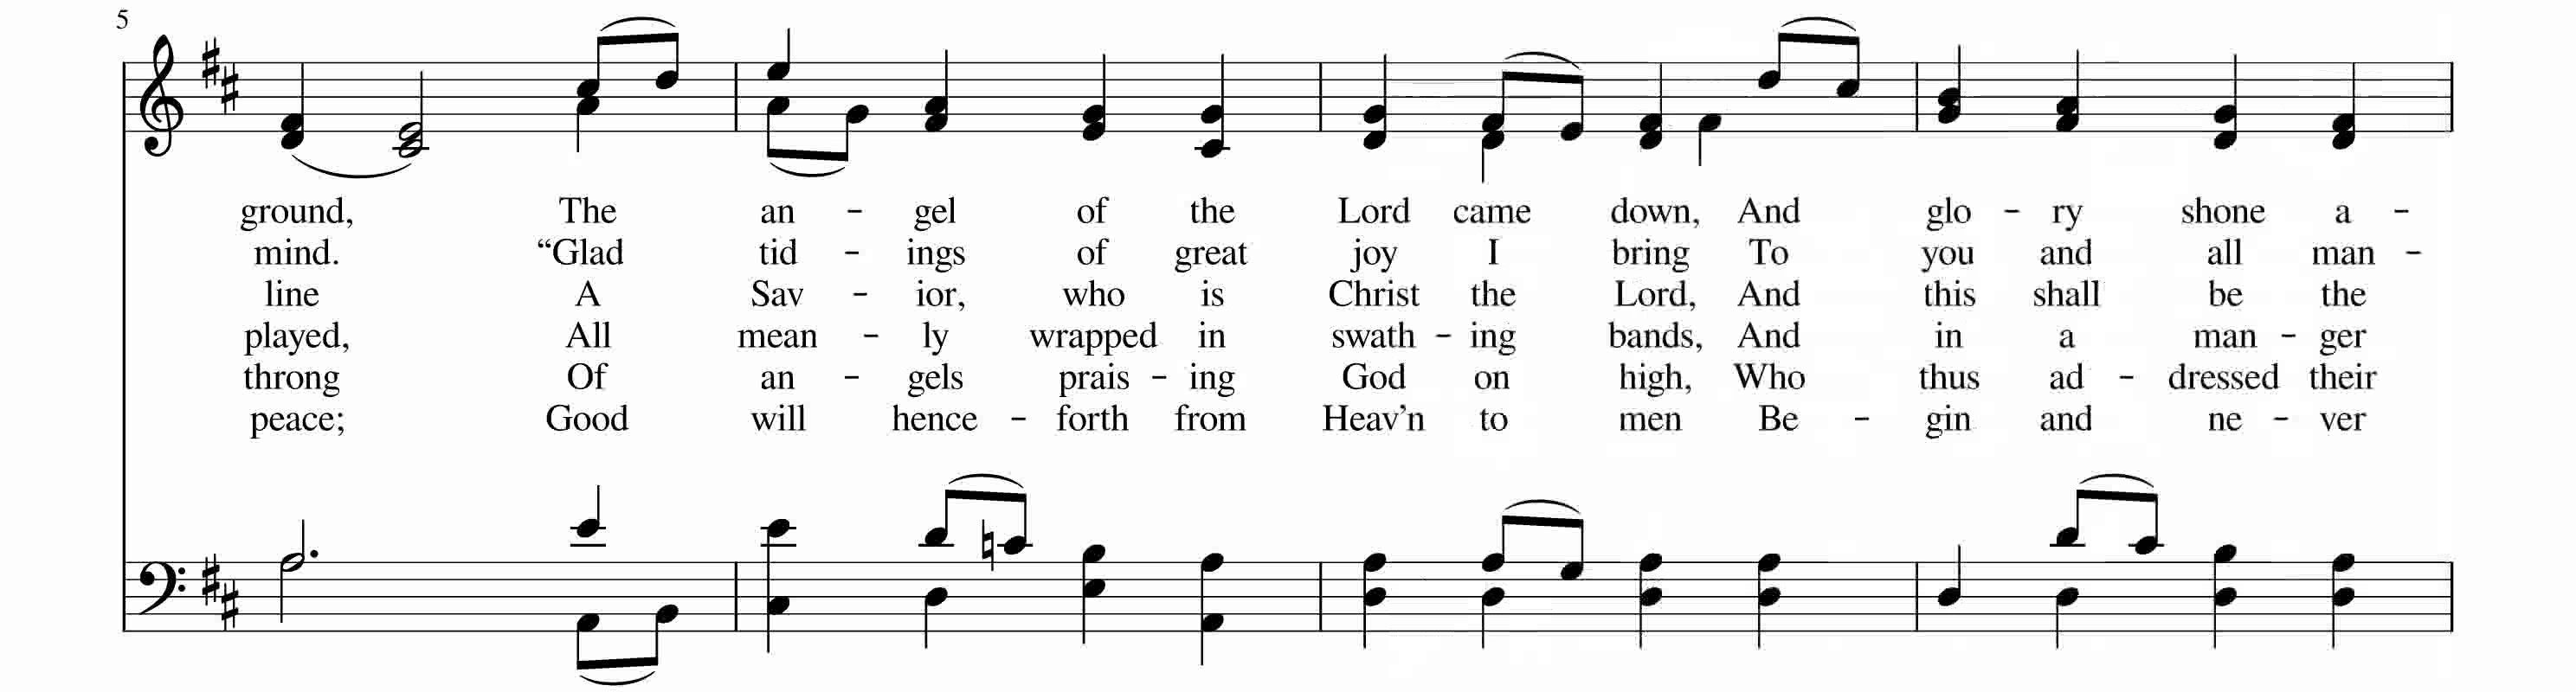 5
ground, The an - gel of the Lord came down, And glo - ry shone a -
mind. “Glad tid - ings of great joy I bring To you and all man -
line A Sav - ior, who is Christ the Lord, And this shall be the
played, All mean - ly wrapped in swath - ing bands, And in a man - ger
throng Of an - gels prais - ing God on high, Who thus ad - dressed their
peace; Good will hence - forth from Heav’n to men Be - gin and ne - ver